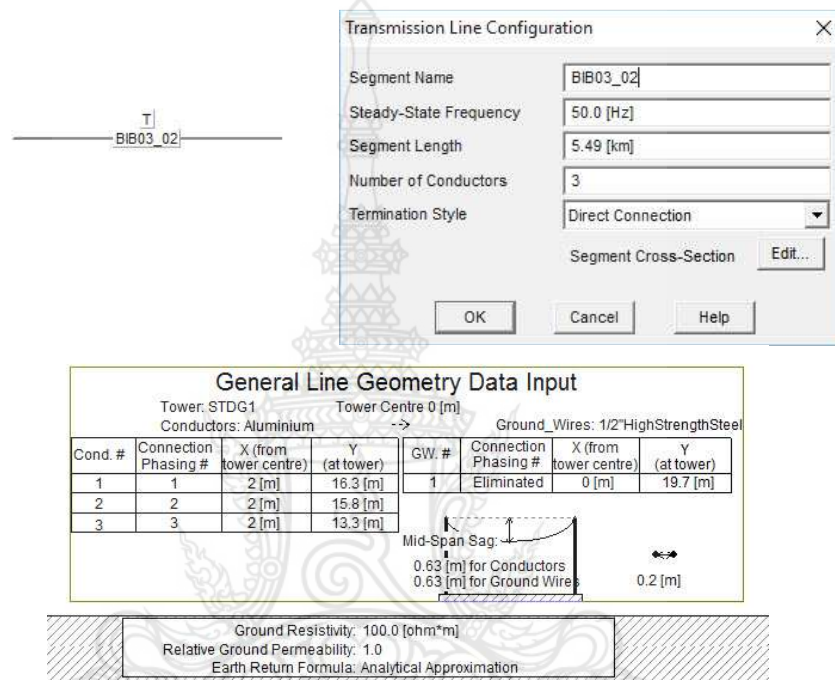 T
BIB03_02
Transmission Line Configuration
Segment Name BIB03_02
Steady-State Frequency 50.0 [Hz]
Segment Length 5.49 [km]
Number of Conductors 3
Termination Style Direct Connection
Segment Cross-Section Edit...
OK Cancel Help
General Line Geometry Data Input
Tower: STDG1 Tower Centre 0 [m]
Conductors: Aluminium --> Ground_Wires: 1/2"HighStrengthSteel
Cond. # Connection Phasing # X (from tower centre) Y (at tower) GW. # Connection Phasing # X (from tower centre) Y (at tower)
1 1 2 [m] 16.3 [m] 1 Eliminated 0 [m] 19.7 [m]
2 2 2 [m] 15.8 [m]
3 3 2 [m] 13.3 [m]
Mid-Span Sag:
0.63 [m] for Conductors
0.63 [m] for Ground Wires 0.2 [m]
Ground Resistivity: 100.0 [ohm*m]
Relative Ground Permeability: 1.0
Earth Return Formula: Analytical Approximation